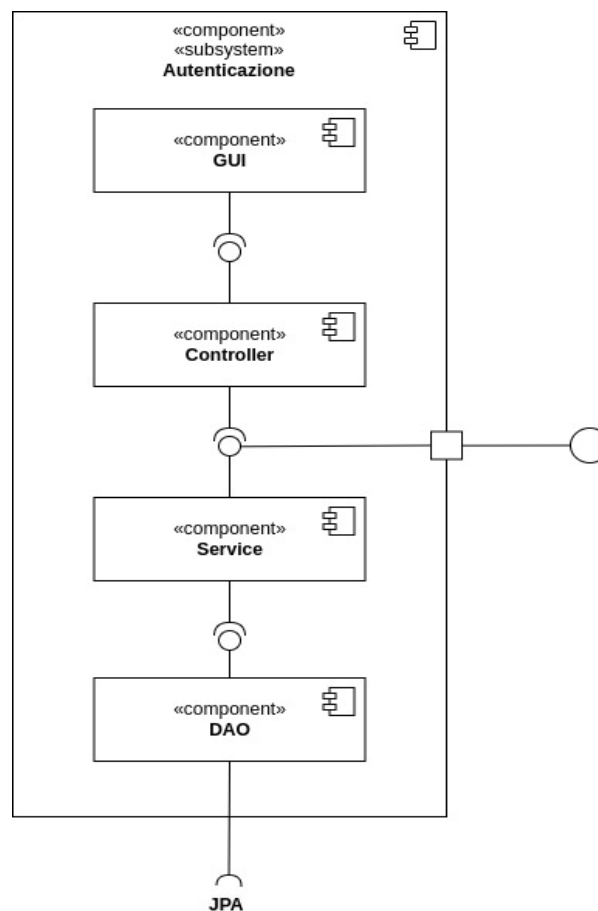 «component»
«subsystem»
Autenticazione
«component»
GUI
«component»
Controller
«component»
Service
«component»
DAO
JPA